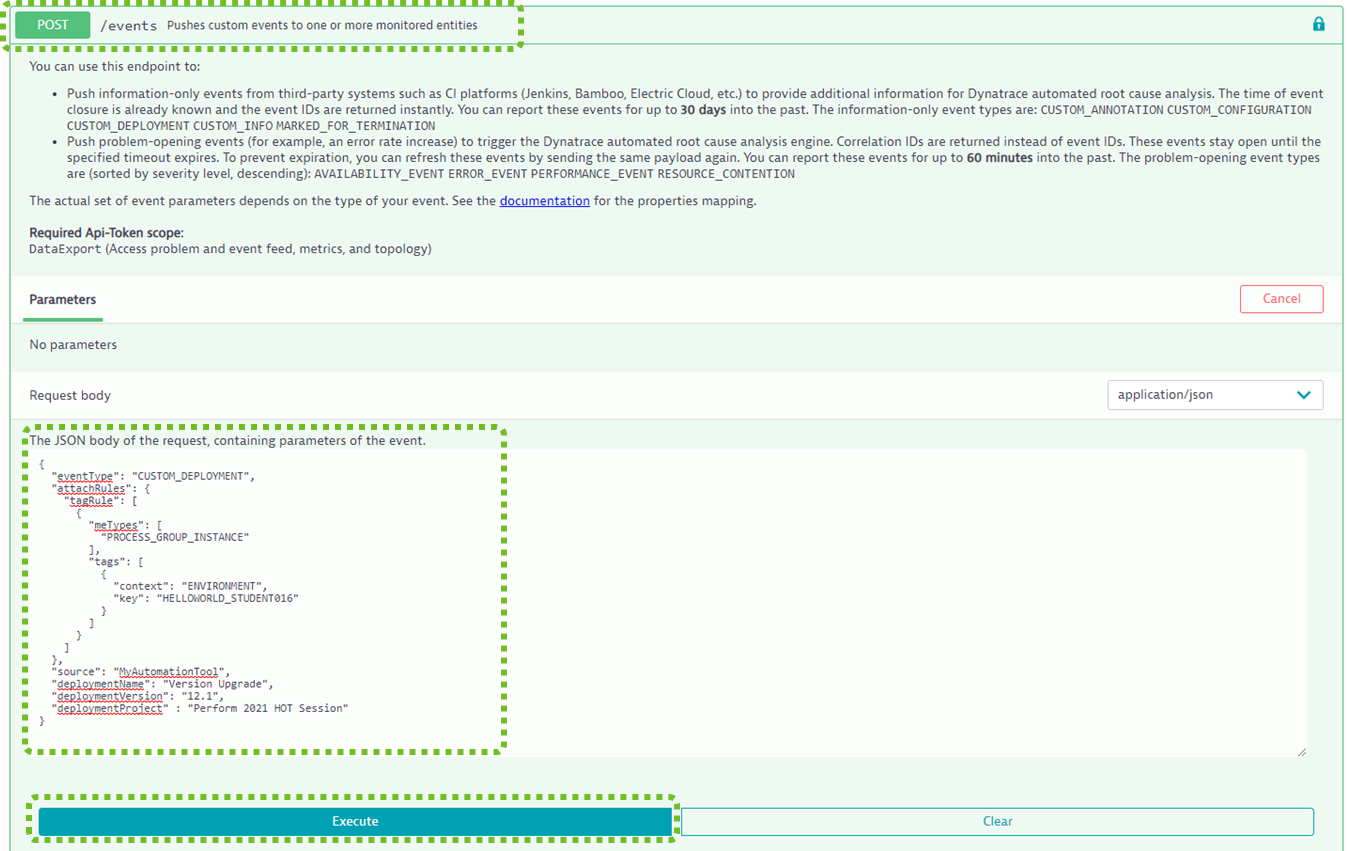 POST /events Pushes custom events to one or more monitored entities
You can use this endpoint to:
• Push information-only events from third-party systems such as CI platforms (Jenkins, Bamboo, Electric Cloud, etc.) to provide additional information for Dynatrace automated root cause analysis. The time of event
closure is already known and the event IDs are returned instantly. You can report these events for up to 30 days into the past. The information-only event types are: CUSTOM_ANNOTATION CUSTOM_CONFIGURATION
CUSTOM_DEPLOYMENT CUSTOM_INFO MARKED_FOR_TERMINATION
• Push problem-opening events (for example, an error rate increase) to trigger the Dynatrace automated root cause analysis engine. Correlation IDs are returned instead of event IDs. These events stay open until the
specified timeout expires. To prevent expiration, you can refresh these events by sending the same payload again. You can report these events for up to 60 minutes into the past. The problem-opening event types
are (sorted by severity level, descending): AVAILABILITY_EVENT ERROR_EVENT PERFORMANCE_EVENT RESOURCE_CONTENTION
The actual set of event parameters depends on the type of your event. See the documentation for the properties mapping.
Required Api-Token scope:
DataExport (Access problem and event feed, metrics, and topology)
Parameters
Cancel
No parameters
Request body
application/json
The JSON body of the request, containing parameters of the event.
{
  "eventType": "CUSTOM_DEPLOYMENT",
  "attachRules": {
    "tagRule": [
      {
        "meTypes": [
          "PROCESS_GROUP_INSTANCE"
        ],
        "tags": [
          {
            "context": "ENVIRONMENT",
            "key": "HELLOWORLD_STUDENT016"
          }
        ]
      }
    ]
  },
  "source": "MyAutomationTool",
  "deploymentName": "Version Upgrade",
  "deploymentVersion": "12.1",
  "deploymentProject" : "Perform 2021 HOT Session"
}
Execute
Clear